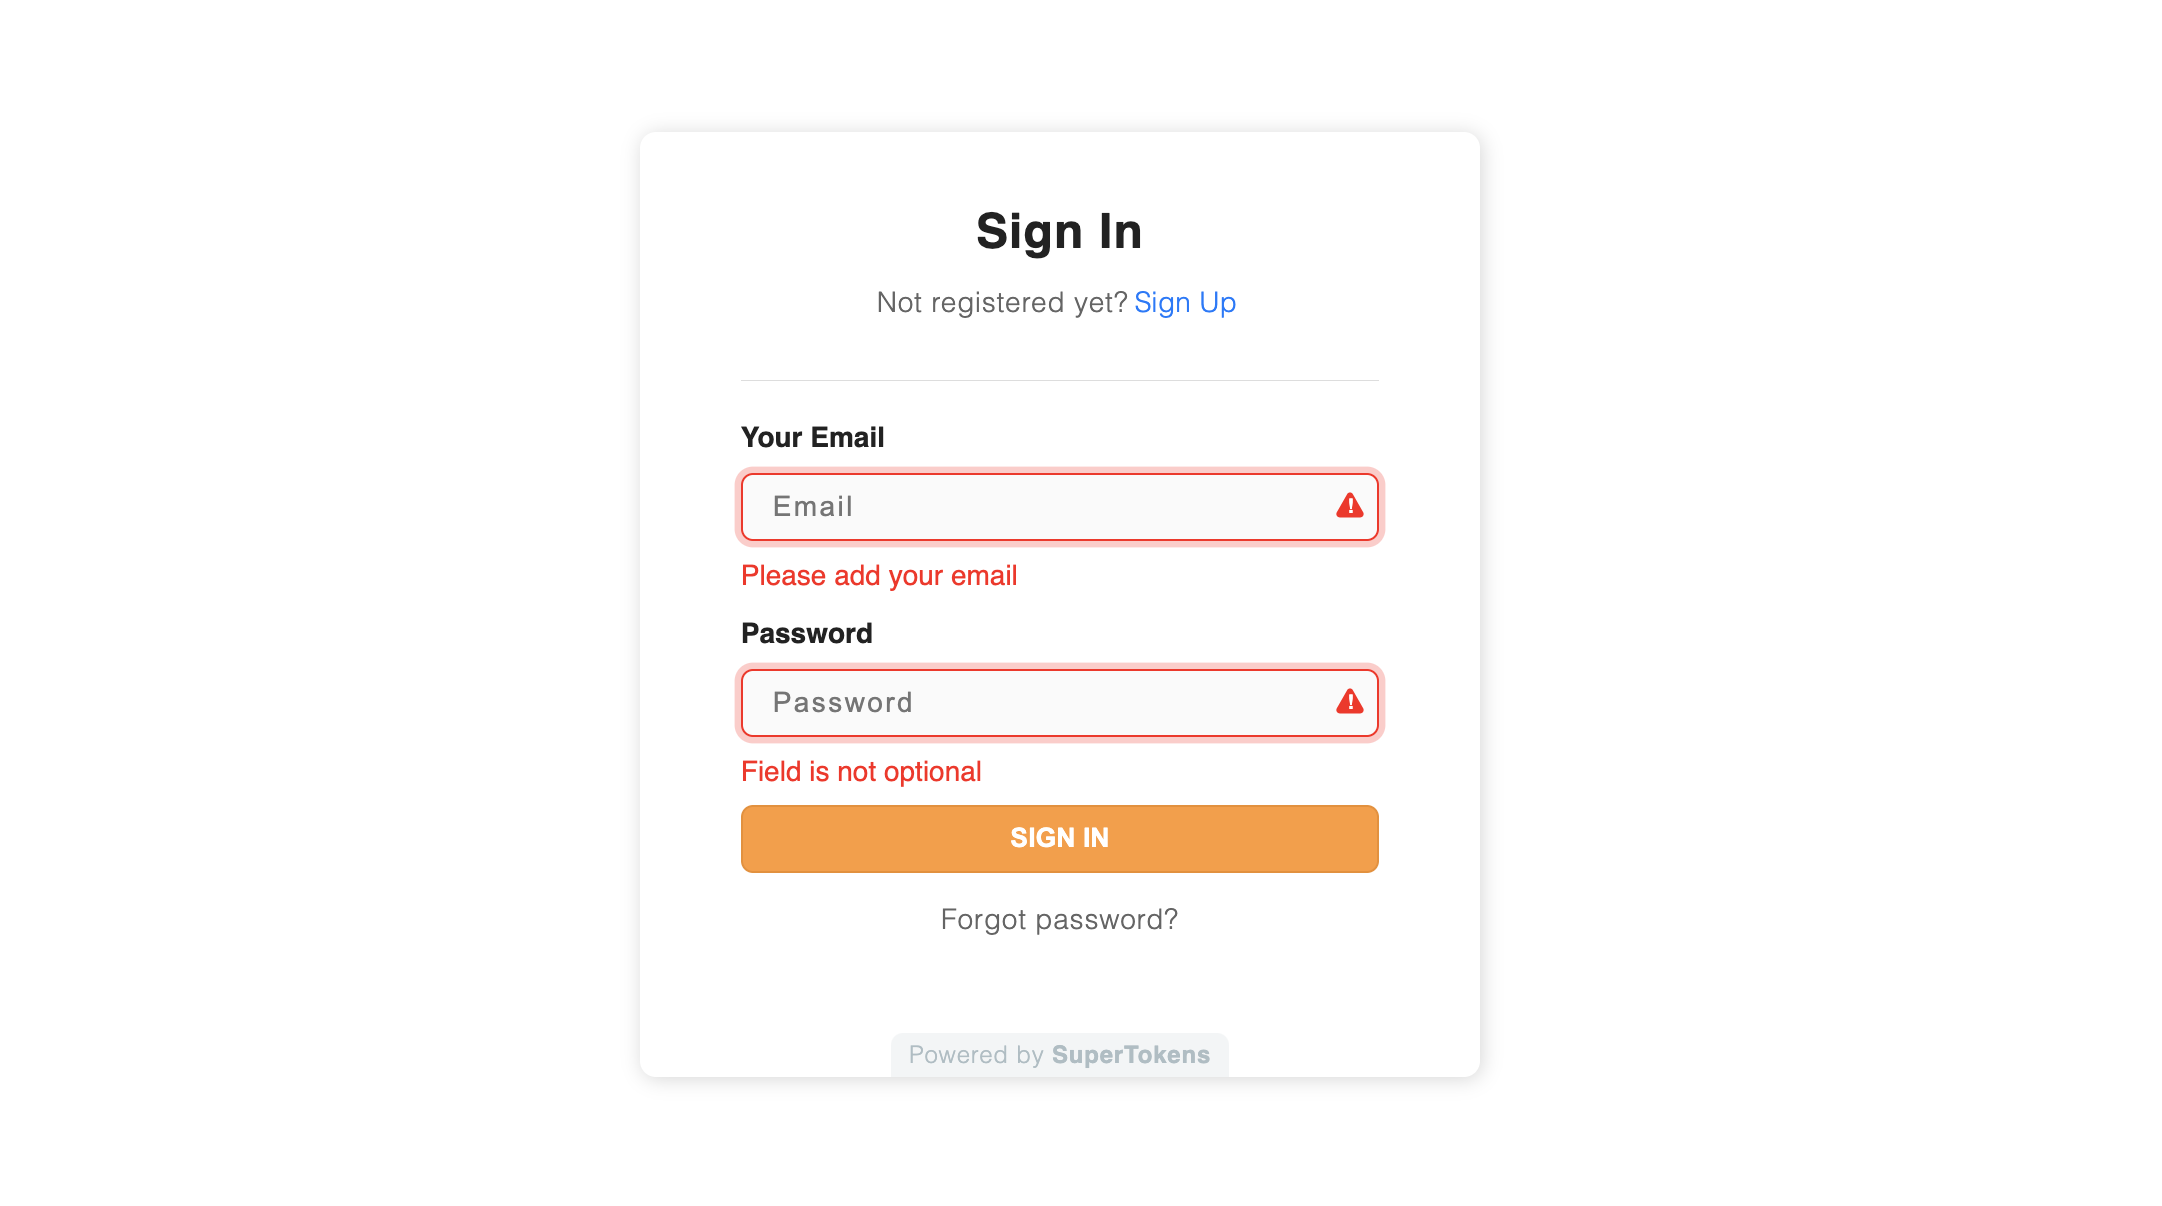 Sign In
Not registered yet? Sign Up
Your Email
Email
Please add your email
Password
Password
Field is not optional
SIGN IN
Forgot password?
Powered by SuperTokens